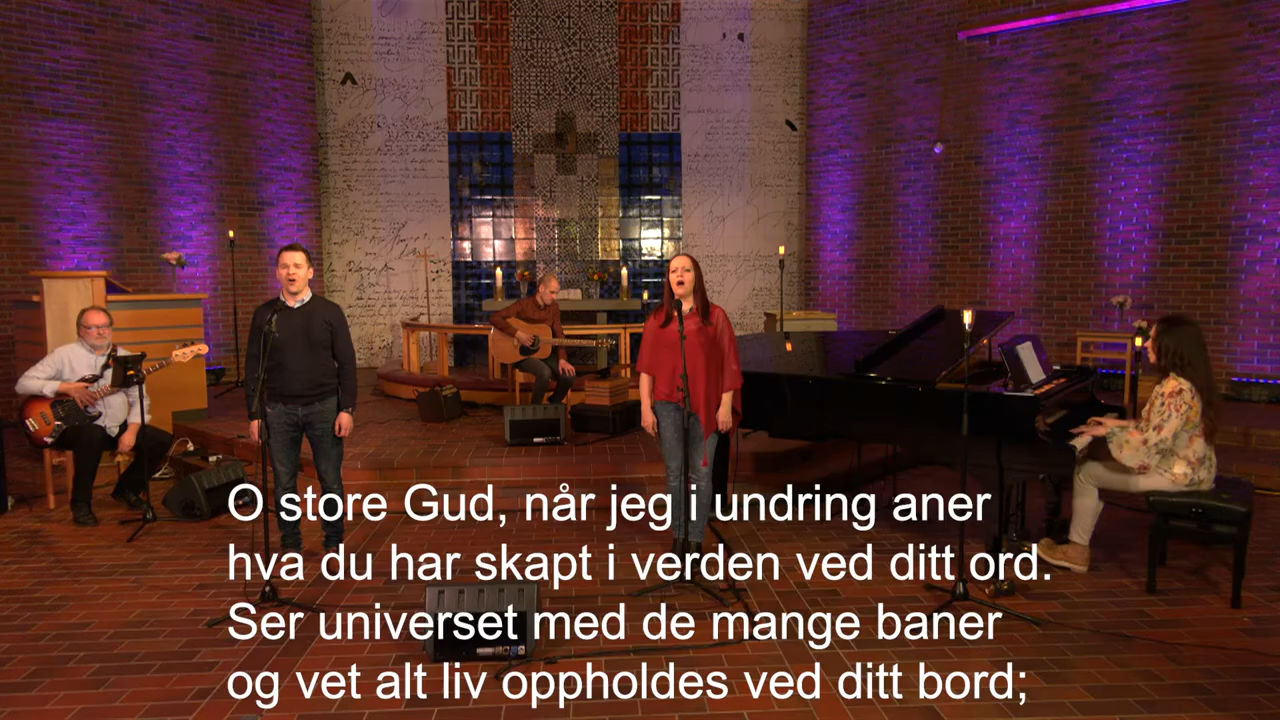 O store Gud, når jeg i undring aner
hva du har skapt i verden ved ditt ord.
Ser universet med de mange baner
og vet alt liv oppholdes ved ditt bord;